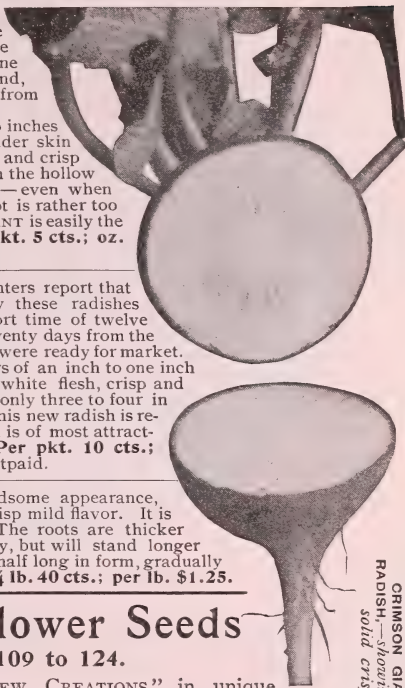 e
e
ne
nd,
from
inches
der skin
and crisp
the hollow
— even when
t is rather too
NT is easily the
kt. 5 cts.; oz.
nters report that
y these radishes
ort time of twelve
venty days from the
were ready for market.
rs of an inch to one inch
white flesh, crisp and
only three to four in
his new radish is re-
is of most attract-
Per pkt. 10 cts.;
tpaid.
dsome appearance,
isp mild flavor. It is
The roots are thicker
y, but will stand longer
half long in form, gradually
¼ lb. 40 cts.; per lb. $1.25.
lower Seeds
109 to 124.
EW CREATIONS" in unique
CRIMSON GIA
RADISH,—showi
solid cris